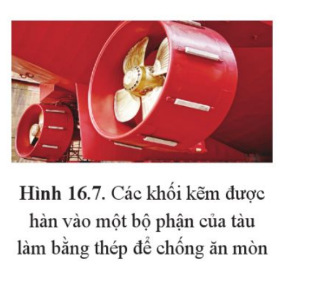 Hình 16.7. Các khối kẽm được
hàn vào một bộ phận của tàu
làm bằng thép để chống ăn mòn